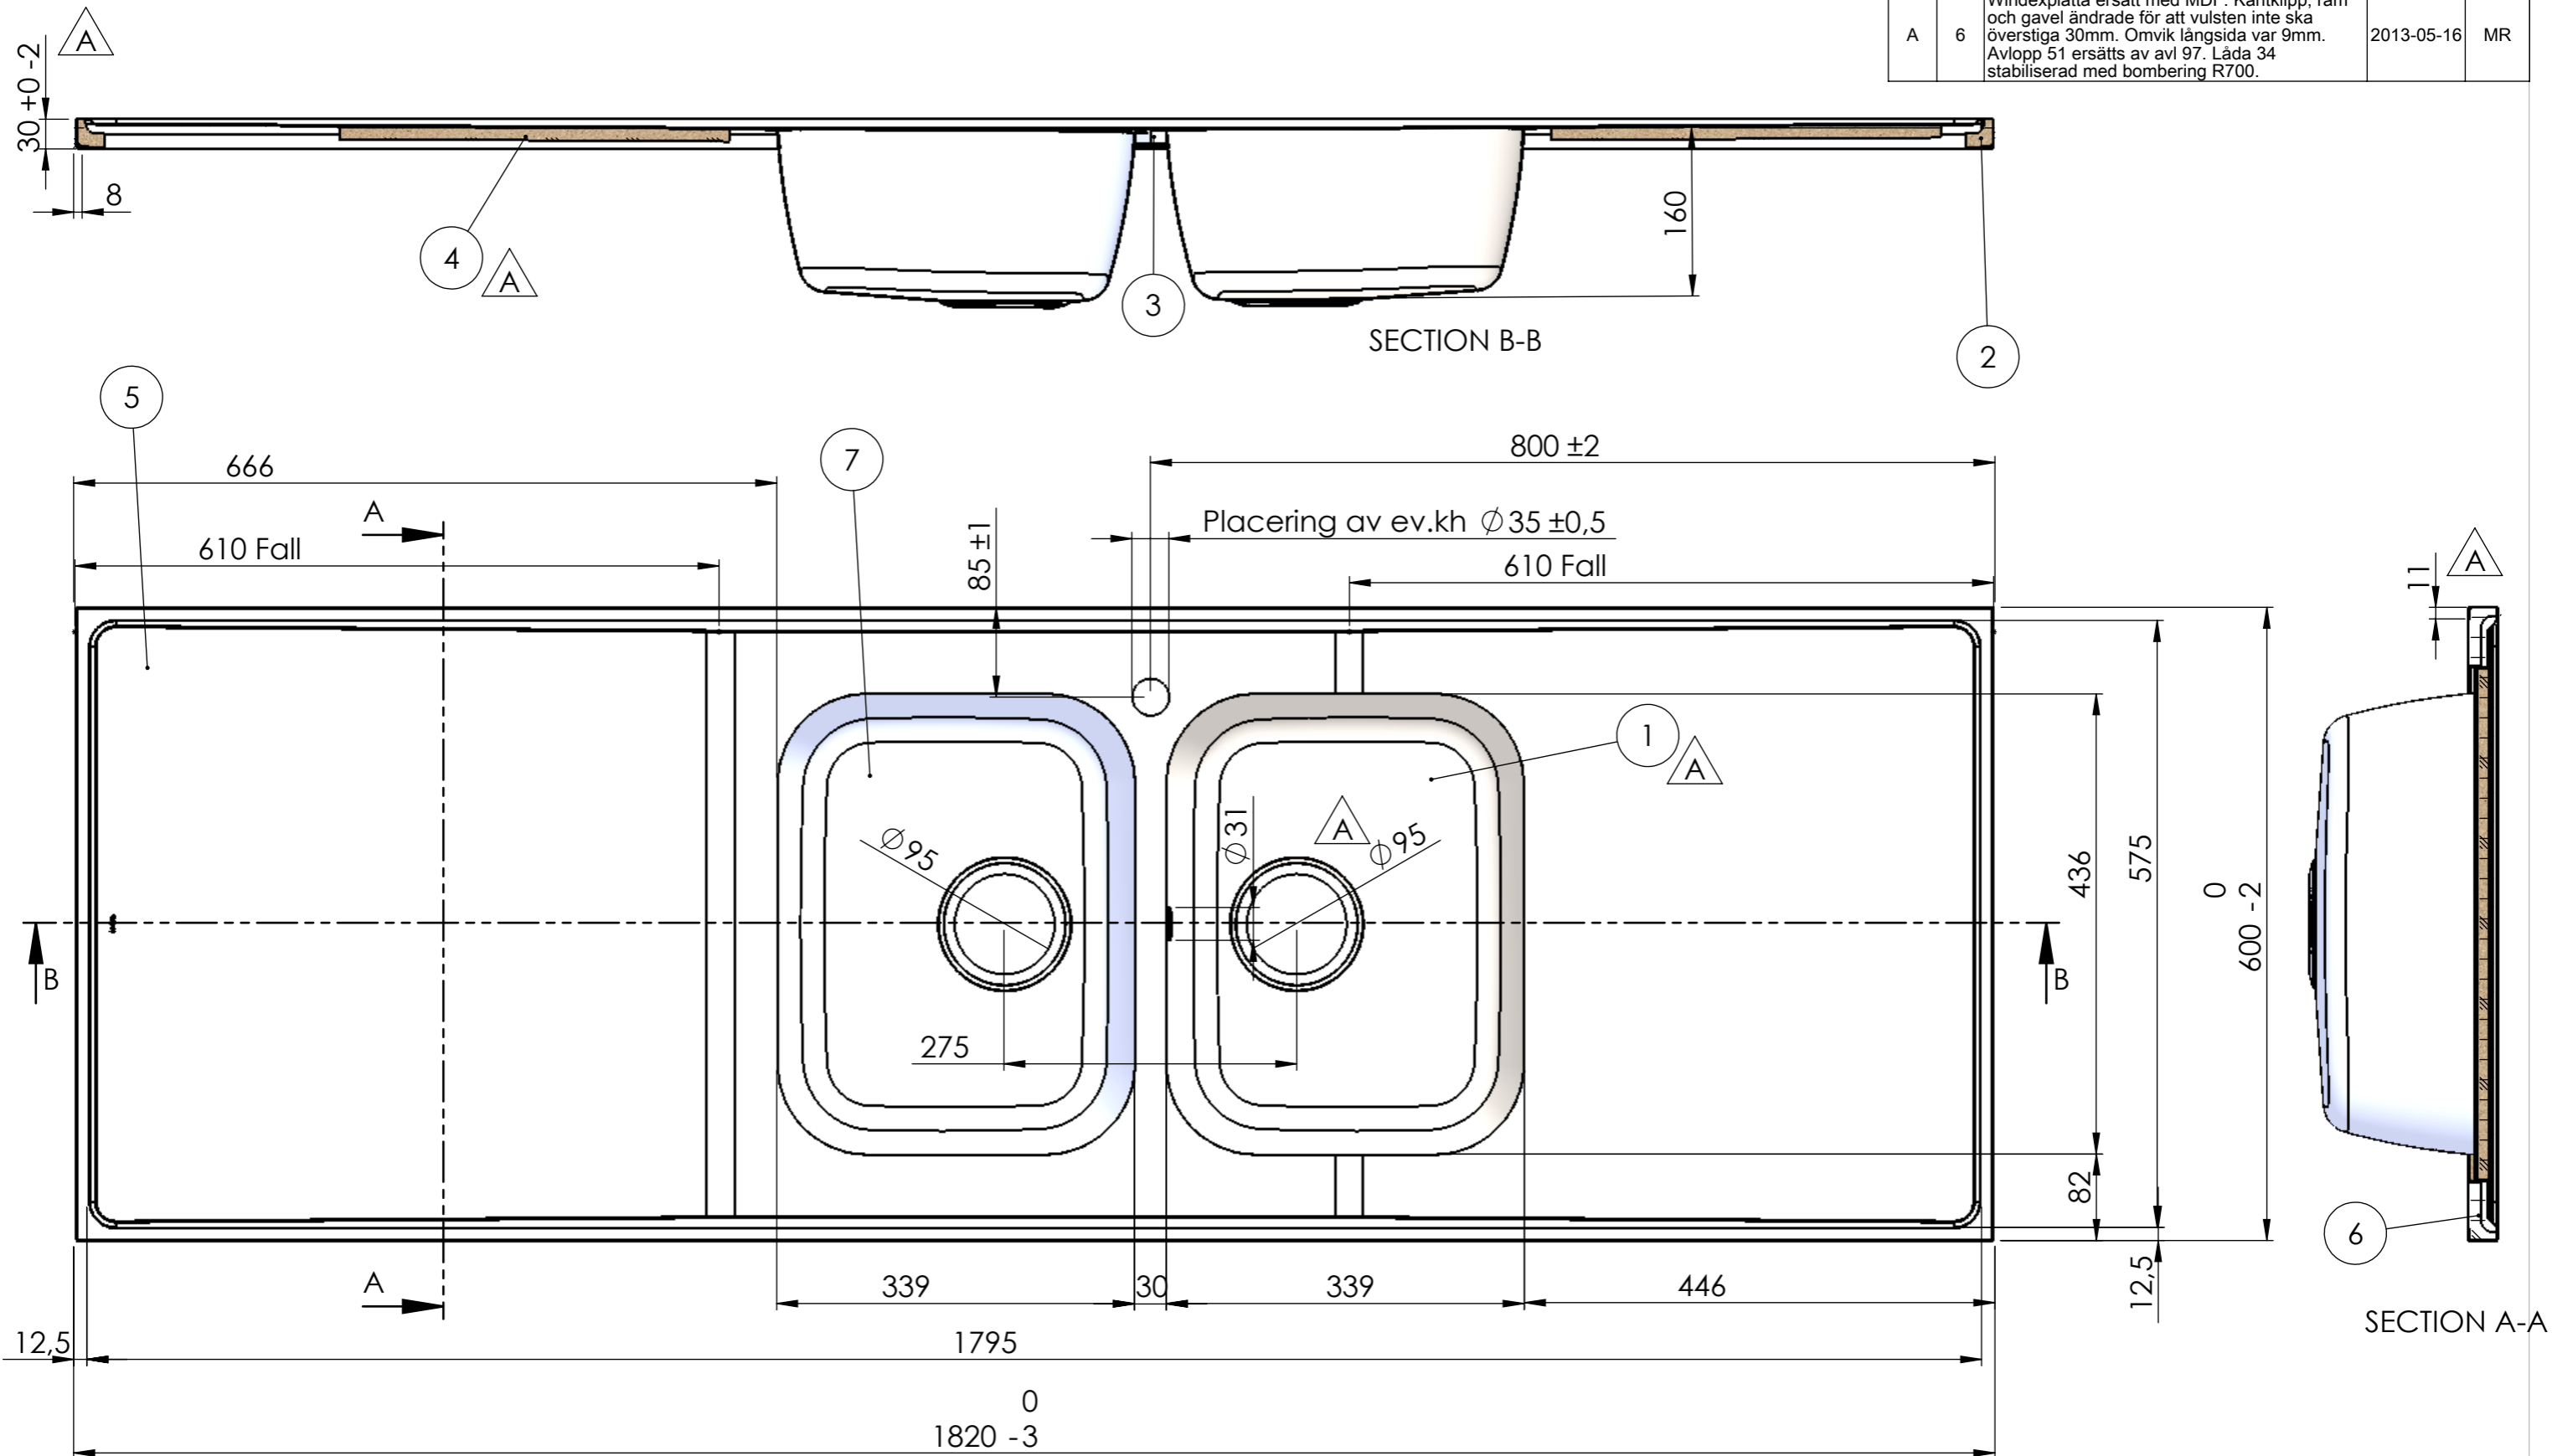 Windexplatta ersätt med MDF. Kantklipp, ram
och gavel ändrade för att vulsten inte ska
A 6 överstiga 30mm. Omvik långsida var 9mm. 2013-05-16 MR
Avlopp 51 ersätts av avl 97. Låda 34
stabiliserad med bombering R700.
A
30 +0 -2
8
4
A
3
160
2
SECTION B-B
5
7
666
800 ±2
A
610 Fall
85 ±1
Placering av ev.kh ∅35 ±0,5
610 Fall
11
A
1
A
∅95
∅31
A
∅95
436
575
0
600 -2
B
B
275
82
12,5
6
A
339
30
339
446
SECTION A-A
12,5
1795
0
1820 -3